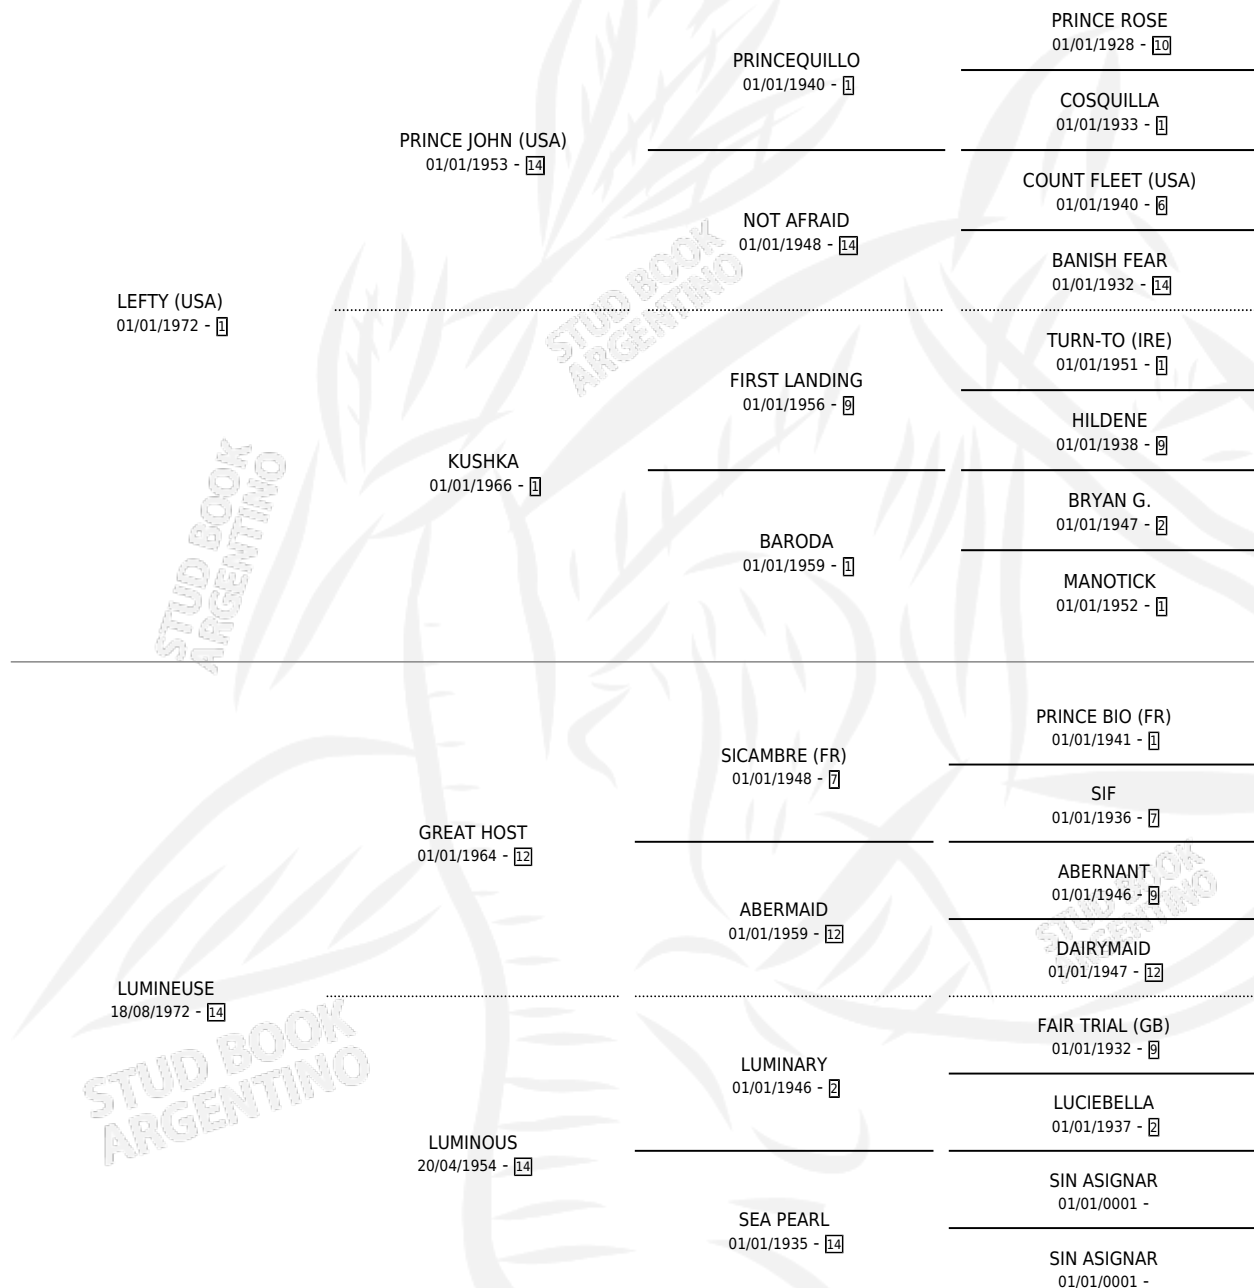 PRINCE ROSE
01/01/1928 - 10
PRINCEQUILLO
01/01/1940 - 1
COSQUILLA
01/01/1933 - 1
PRINCE JOHN (USA)
01/01/1953 - 14
COUNT FLEET (USA)
01/01/1940 - 6
NOT AFRAID
01/01/1948 - 14
BANISH FEAR
01/01/1932 - 14
LEFTY (USA)
01/01/1972 - 1
STUD BOOK
ARGENTINO
TURN-TO (IRE)
01/01/1951 - 1
FIRST LANDING
01/01/1956 - 9
HILDENE
01/01/1938 - 9
KUSHKA
01/01/1966 - 1
BRYAN G.
01/01/1947 - 2
BARODA
01/01/1959 - 1
MANOTICK
01/01/1952 - 1
STUD BOOK
ARGENTINO
PRINCE BIO (FR)
01/01/1941 - 1
SICAMBRE (FR)
01/01/1948 - 7
SIF
01/01/1936 - 7
GREAT HOST
01/01/1964 - 12
ABERNANT
01/01/1946 - 9
ABERMAID
01/01/1959 - 12
STUD BOOK
ARGENTINO
DAIRYMAID
01/01/1947 - 12
LUMINEUSE
18/08/1972 - 14
FAIR TRIAL (GB)
01/01/1932 - 9
LUMINARY
01/01/1946 - 2
STUD BOOK
ARGENTINO
LUCIEBELLA
01/01/1937 - 2
LUMINOUS
20/04/1954 - 14
SIN ASIGNAR
01/01/0001 -
SEA PEARL
01/01/1935 - 14
SIN ASIGNAR
01/01/0001 -